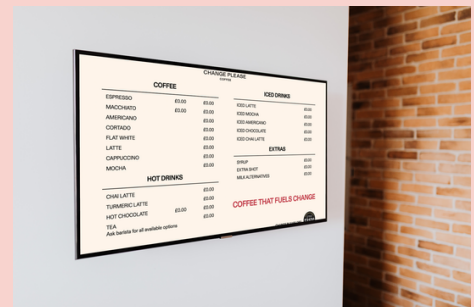 CHANGE PLEASE
COFFEE
COFFEE
ESPRESSO £0.00 £0.00
MACCHIATO £0.00 £0.00
AMERICANO £0.00
CORTADO £0.00
FLAT WHITE £0.00
LATTE £0.00
CAPPUCCINO £0.00
MOCHA £0.00
HOT DRINKS
CHAI LATTE £0.00
TURMERIC LATTE £0.00
HOT CHOCOLATE £0.00 £0.00
TEA £0.00
Ask barista for all available options
ICED DRINKS
ICED LATTE £0.00
ICED MOCHA £0.00
ICED AMERICANO £0.00
ICED CHOCOLATE £0.00
ICED CHAI LATTE £0.00
EXTRAS
SYRUP £0.00
EXTRA SHOT £0.00
MILK ALTERNATIVES £0.00
COFFEE THAT FUELS CHANGE